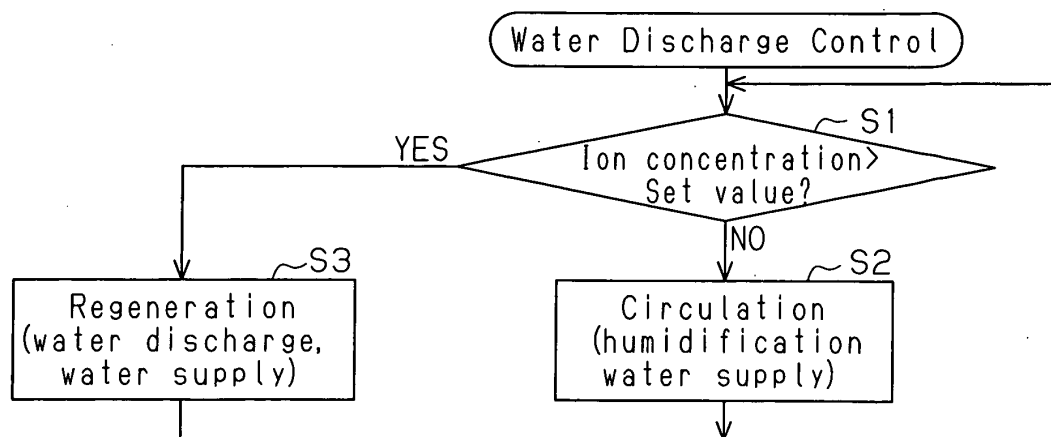 Water Discharge Control
S1
YES
Ion concentration>
Set value?
NO
S3
S2
Regeneration
(water discharge,
water supply)
Circulation
(humidification
water supply)